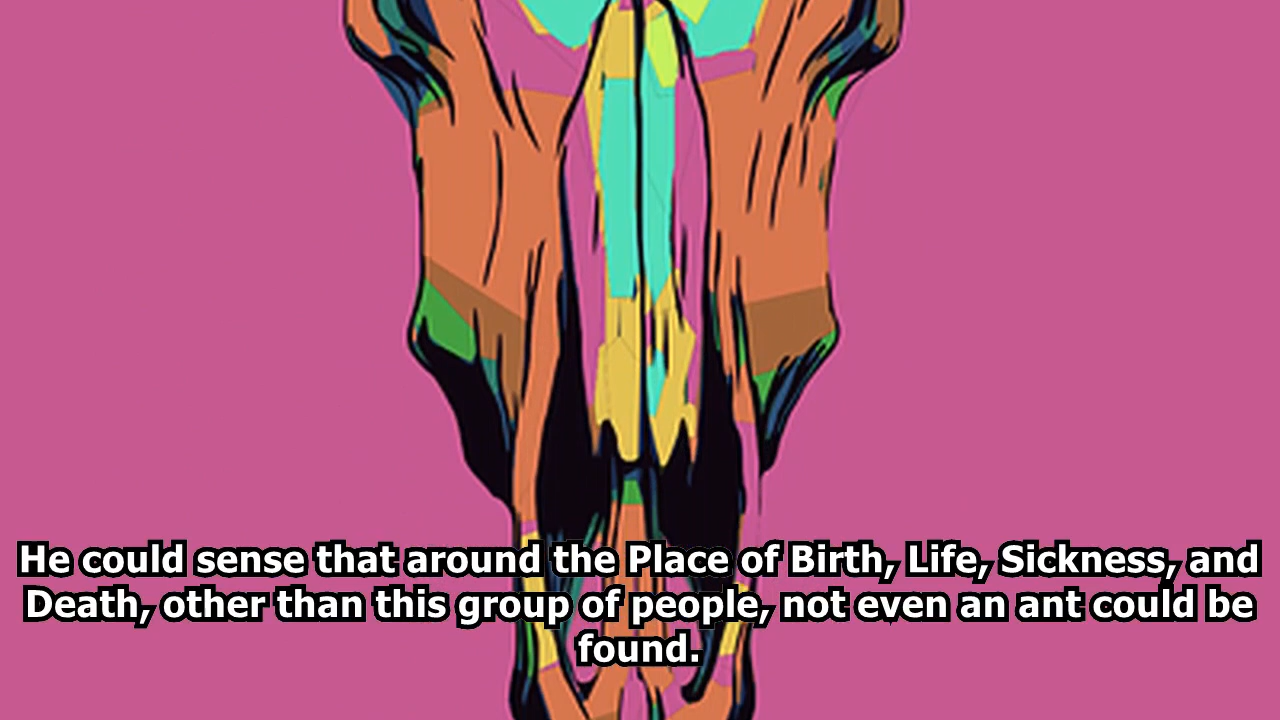 He could sense that around the Place of Birth, Life, Sickness, and
Death, other than this group of people, not even an ant could be
found.